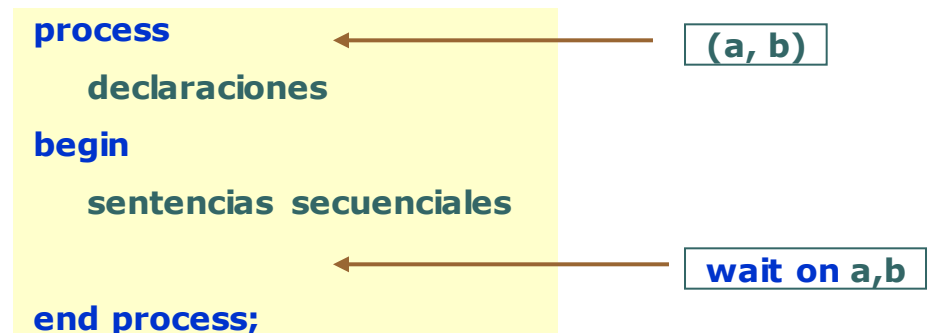 process
(a, b)
declaraciones
begin
sentencias secuenciales
wait on a,b
end process;